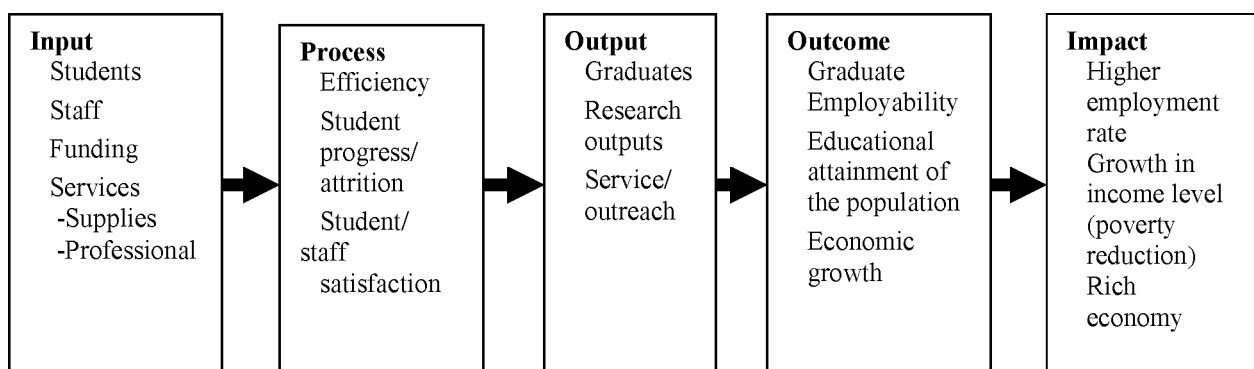 Input
Students
Staff
Funding
Services
-Supplies
-Professional
Process
Efficiency
Student
progress/
attrition
Student/
staff
satisfaction
Output
Graduates
Research
outputs
Service/
outreach
Outcome
Graduate
Employability
Educational
attainment of
the population
Economic
growth
Impact
Higher
employment
rate
Growth in
income level
(poverty
reduction)
Rich
economy